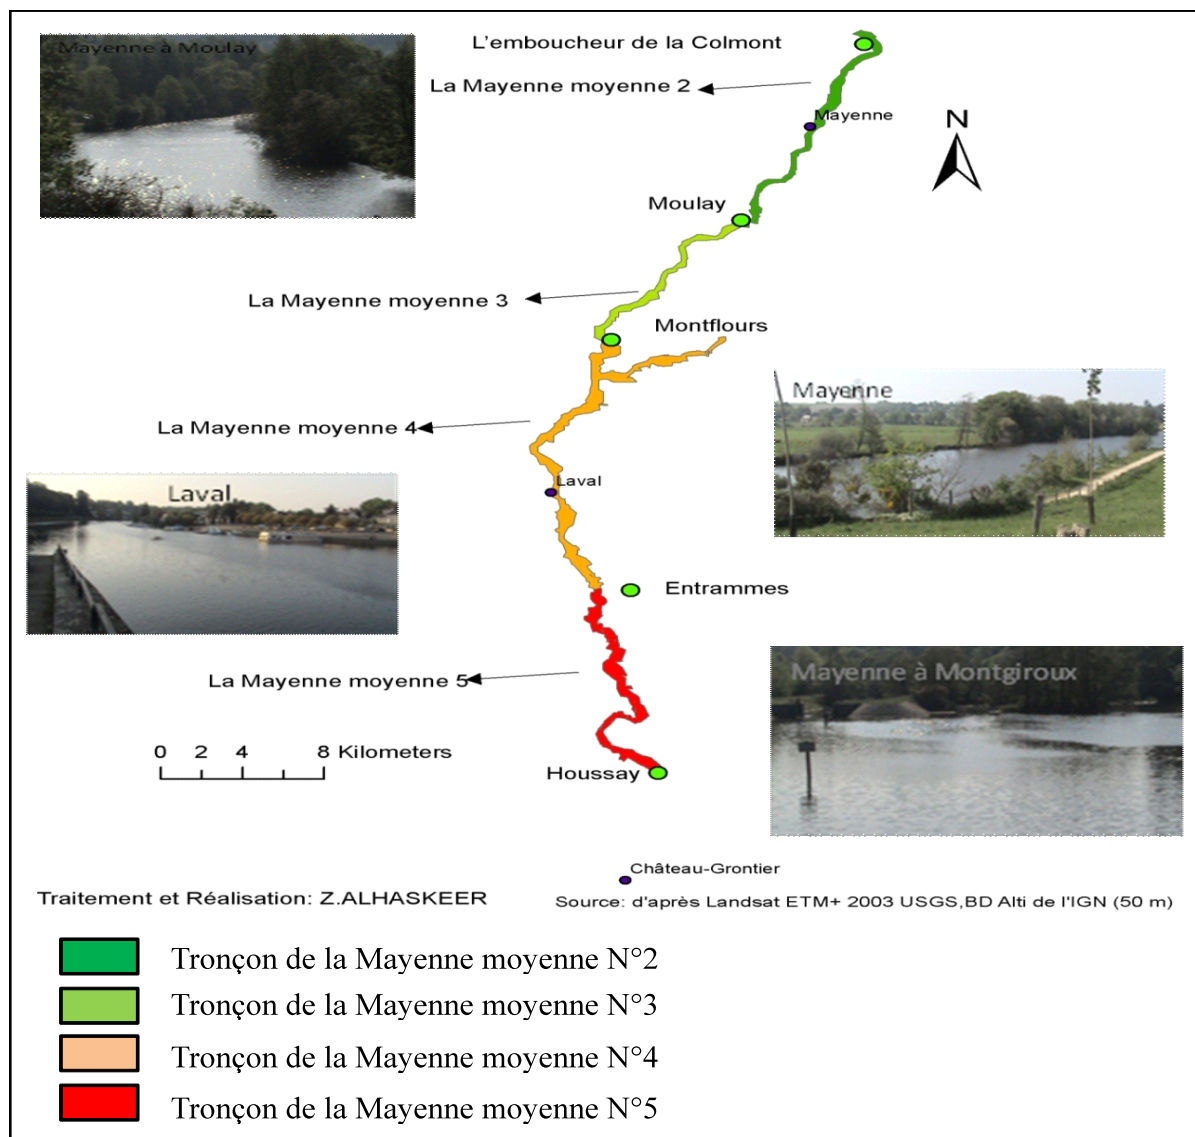 Mayenne à Moulay
L'emboucheur de la Colmont
La Mayenne moyenne 2
Mayenne
N
Moulay
La Mayenne moyenne 3
Montflours
Mayenne
La Mayenne moyenne 4
Laval
Laval
Entrammes
La Mayenne moyenne 5
Mayenne à Montgiroux
0 2 4 8 Kilometers
Houssay
Château-Grontier
Traitement et Réalisation: Z.ALHASKEER
Source: d'après Landsat ETM+ 2003 USGS,BD Alti de l'IGN (50 m)
Tronçon de la Mayenne moyenne N°2
Tronçon de la Mayenne moyenne N°3
Tronçon de la Mayenne moyenne N°4
Tronçon de la Mayenne moyenne N°5